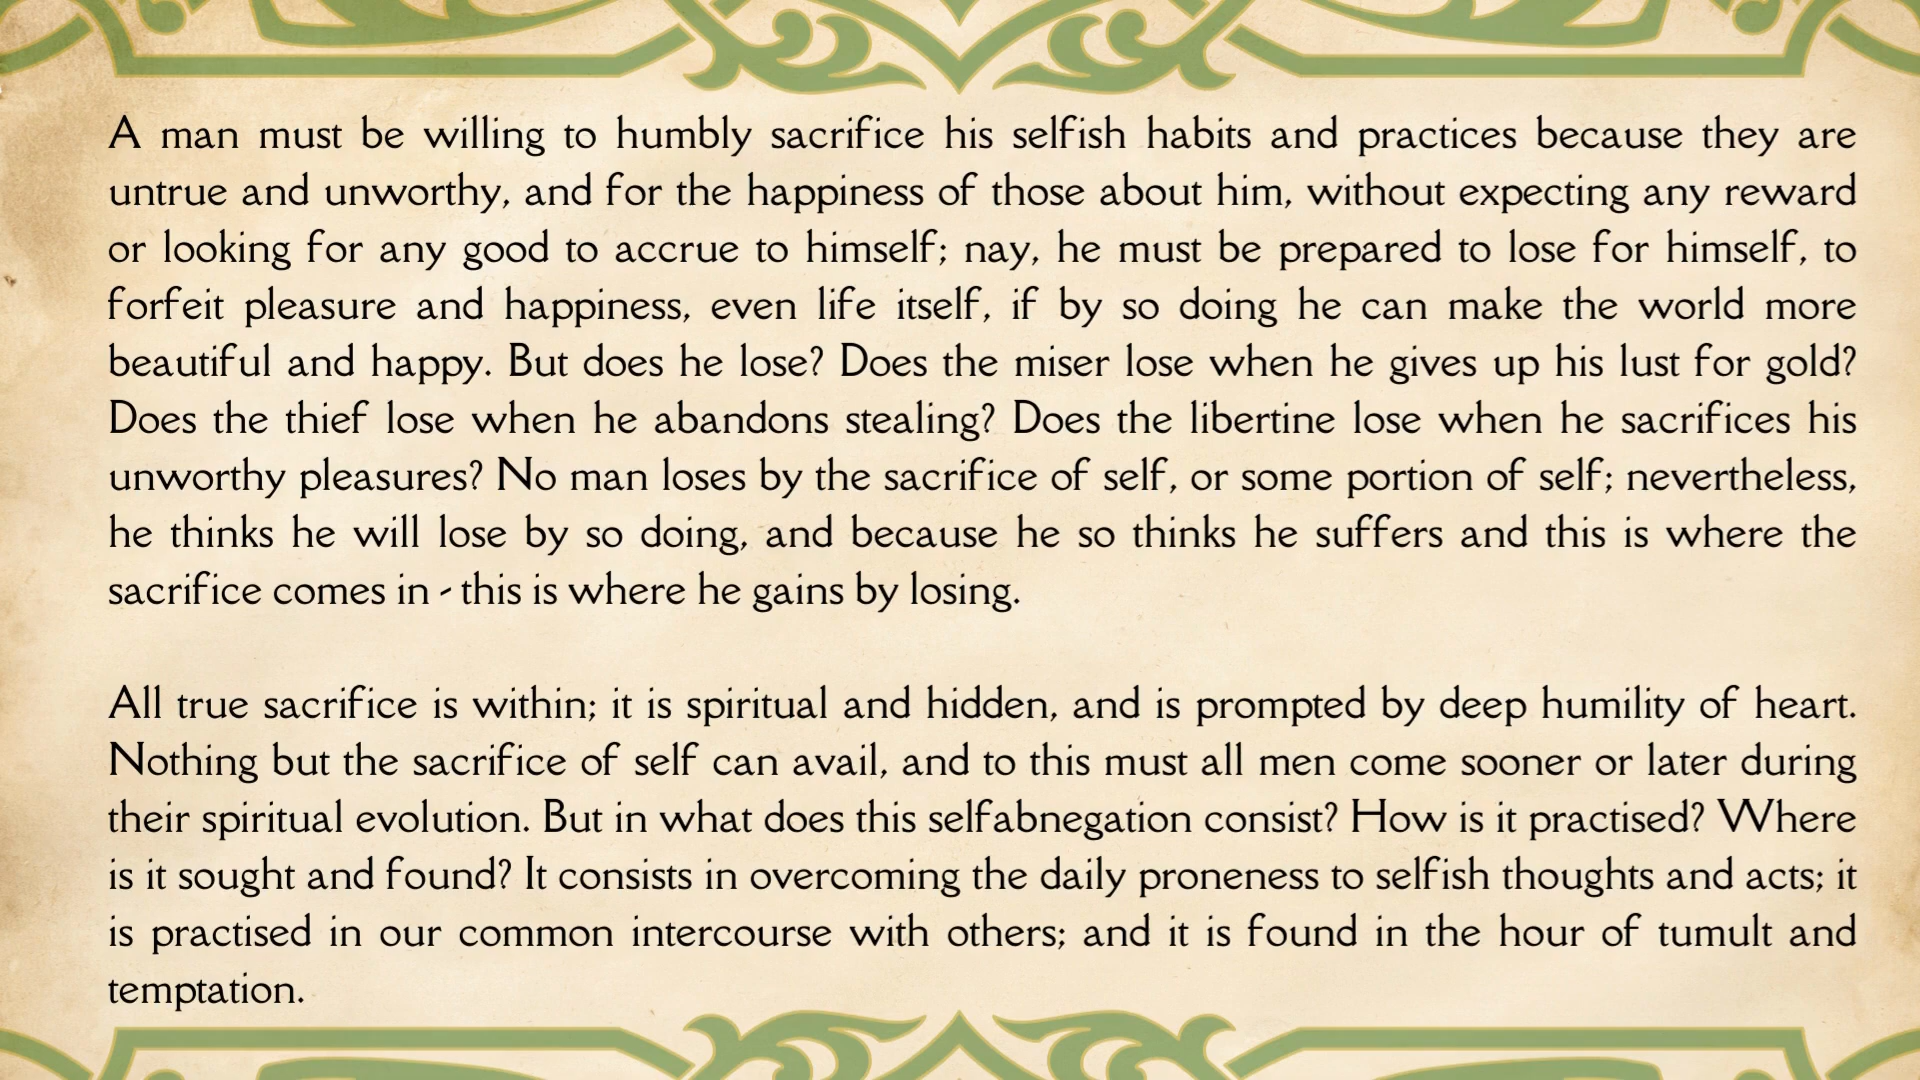 A man must be willing to humbly sacrifice his selfish habits and practices because they are
untrue and unworthy, and for the happiness of those about him, without expecting any reward
or looking for any good to accrue to himself; nay, he must be prepared to lose for himself, to
forfeit pleasure and happiness, even life itself, if by so doing he can make the world more
beautiful and happy. But does he lose? Does the miser lose when he gives up his lust for gold?
Does the thief lose when he abandons stealing? Does the libertine lose when he sacrifices his
unworthy pleasures? No man loses by the sacrifice of self, or some portion of self; nevertheless,
he thinks he will lose by so doing, and because he so thinks he suffers and this is where the
sacrifice comes in - this is where he gains by losing.
All true sacrifice is within; it is spiritual and hidden, and is prompted by deep humility of heart.
Nothing but the sacrifice of self can avail, and to this must all men come sooner or later during
their spiritual evolution. But in what does this selfabnegation consist? How is it practised? Where
is it sought and found? It consists in overcoming the daily proneness to selfish thoughts and acts; it
is practised in our common intercourse with others; and it is found in the hour of tumult and
temptation.